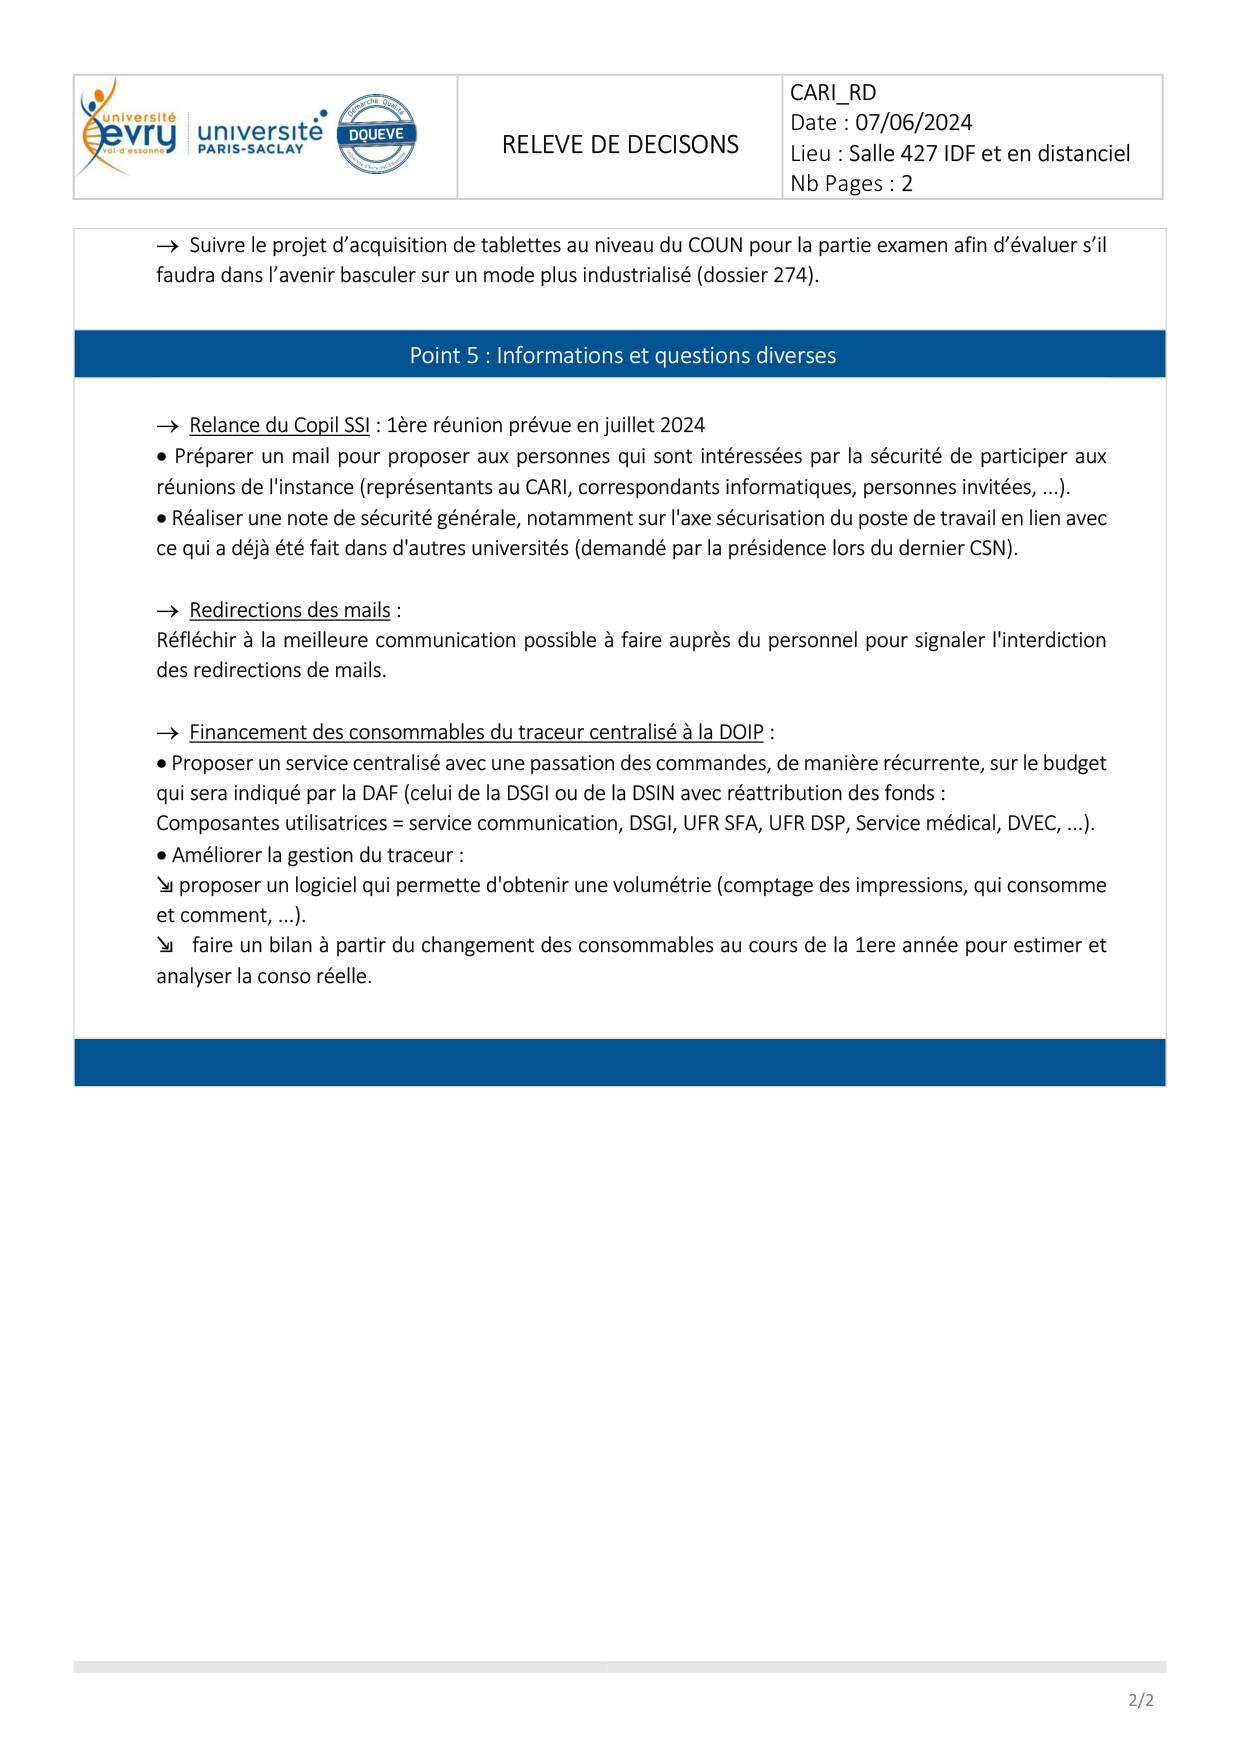 université
evry
val-d'essonne
université
PARIS-SACLAY
Démarche Qualité
DQUEVE
RELEVE DE DECISONS
CARI_RD
Date : 07/06/2024
Lieu : Salle 427 IDF et en distanciel
Nb Pages : 2
→ Suivre le projet d’acquisition de tablettes au niveau du COUN pour la partie examen afin d’évaluer s’il
faudra dans l’avenir basculer sur un mode plus industrialisé (dossier 274).
Point 5 : Informations et questions diverses
→ Relance du Copil SSI : 1ère réunion prévue en juillet 2024
• Préparer un mail pour proposer aux personnes qui sont intéressées par la sécurité de participer aux
réunions de l'instance (représentants au CARI, correspondants informatiques, personnes invitées, ...).
• Réaliser une note de sécurité générale, notamment sur l'axe sécurisation du poste de travail en lien avec
ce qui a déjà été fait dans d'autres universités (demandé par la présidence lors du dernier CSN).
→ Redirections des mails :
Réfléchir à la meilleure communication possible à faire auprès du personnel pour signaler l'interdiction
des redirections de mails.
→ Financement des consommables du traceur centralisé à la DOIP :
• Proposer un service centralisé avec une passation des commandes, de manière récurrente, sur le budget
qui sera indiqué par la DAF (celui de la DSGI ou de la DSIN avec réattribution des fonds :
Composantes utilisatrices = service communication, DSGI, UFR SFA, UFR DSP, Service médical, DVEC, ...).
• Améliorer la gestion du traceur :
⇲ proposer un logiciel qui permette d'obtenir une volumétrie (comptage des impressions, qui consomme
et comment, ...).
⇲ faire un bilan à partir du changement des consommables au cours de la 1ere année pour estimer et
analyser la conso réelle.
2/2